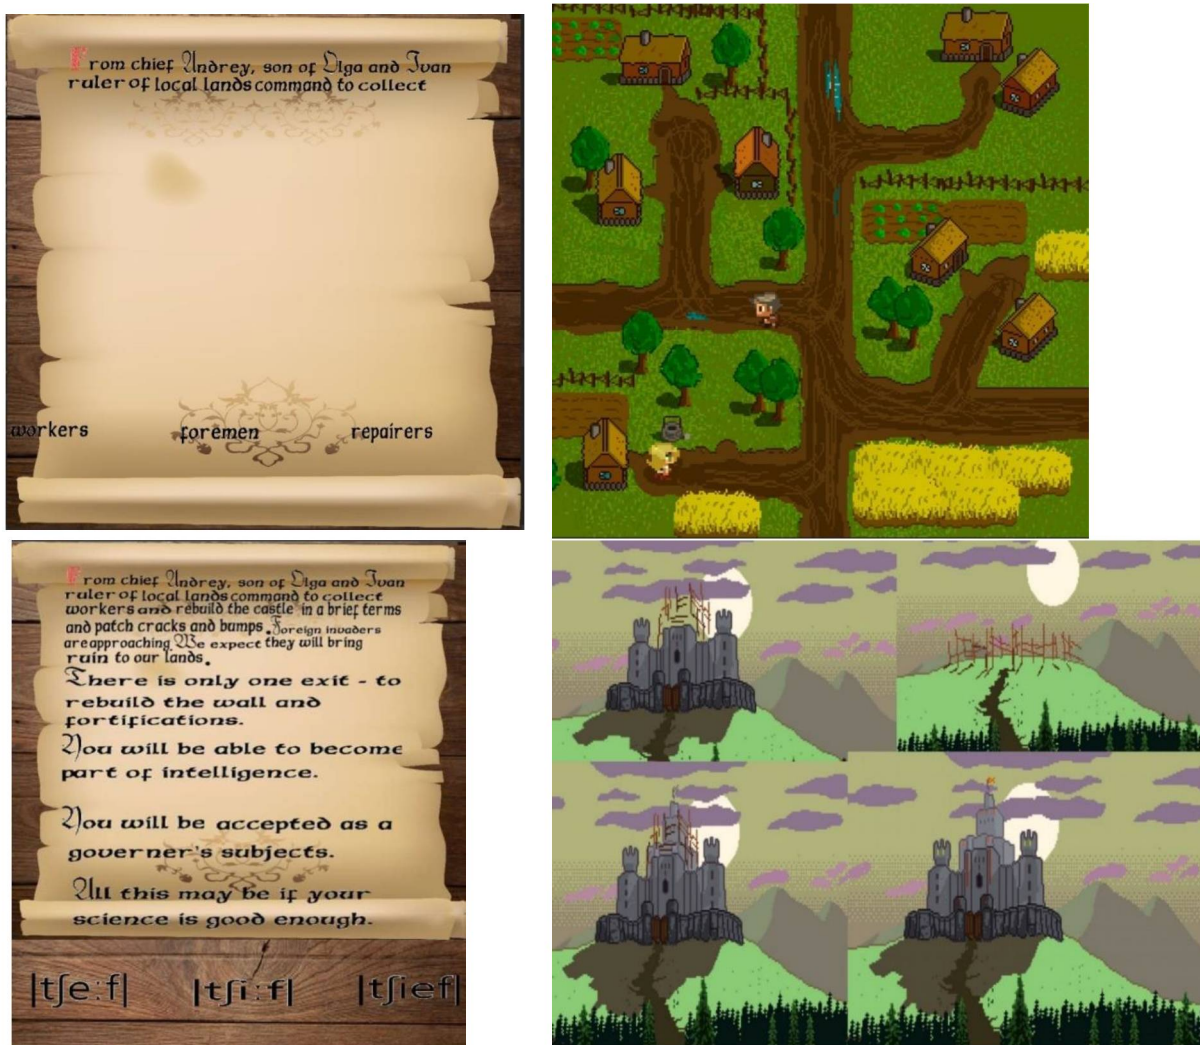 From chief Andrey, son of Olga and Ivan
ruler of local lands command to collect
workers foremen repairers
From chief Andrey, son of Olga and Ivan
ruler of local lands command to collect
workers and rebuild the castle in a brief terms
and patch cracks and bumps. Foreign invaders
are approaching We expect they will bring
ruin to our lands.
There is only one exit - to
rebuild the wall and
fortifications.
You will be able to become
part of intelligence.
You will be accepted as a
governer's subjects.
All this may be if your
science is good enough.
|tʃe:f| |tʃi:f| |tʃief|